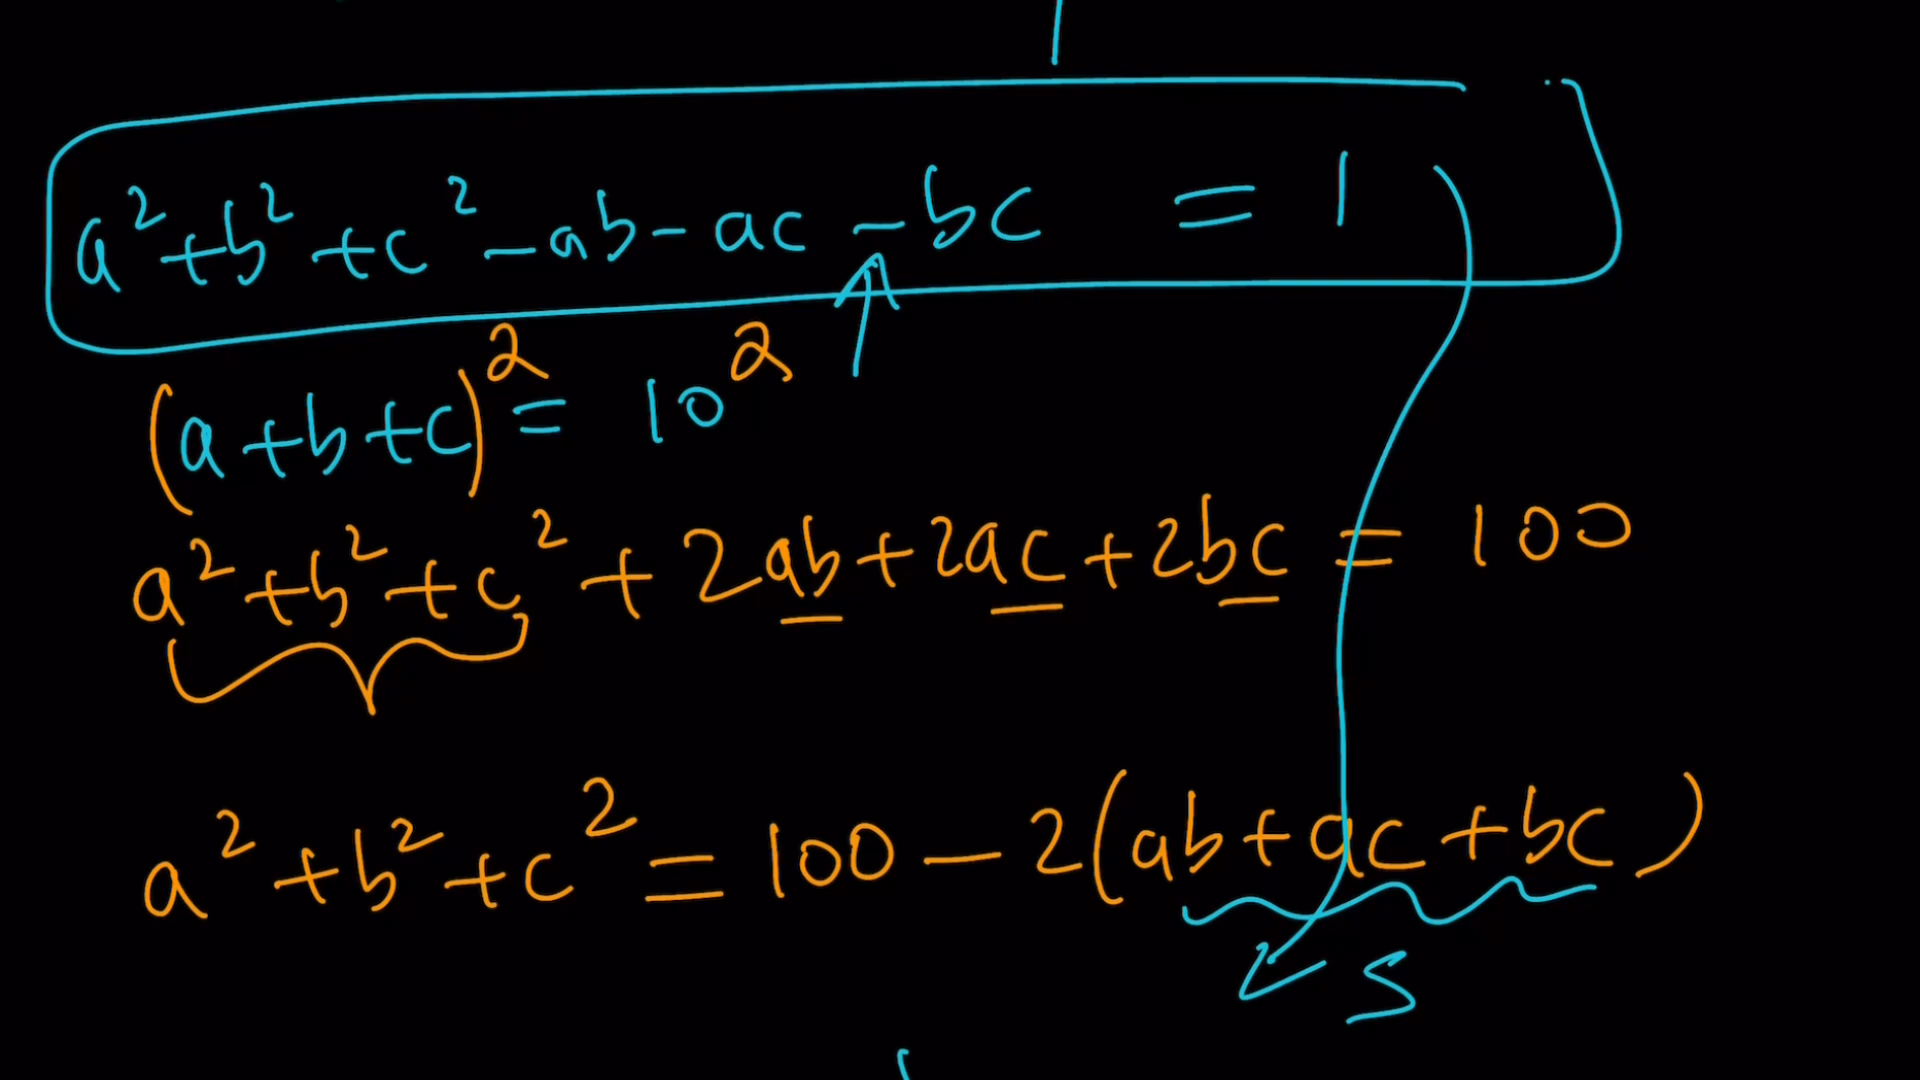 a²+b²+c²-ab-ac-bc = 1
(a+b+c)² = 10²
a²+b²+c²+2ab+2ac+2bc = 100
a²+b²+c² = 100-2(ab+ac+bc)
S